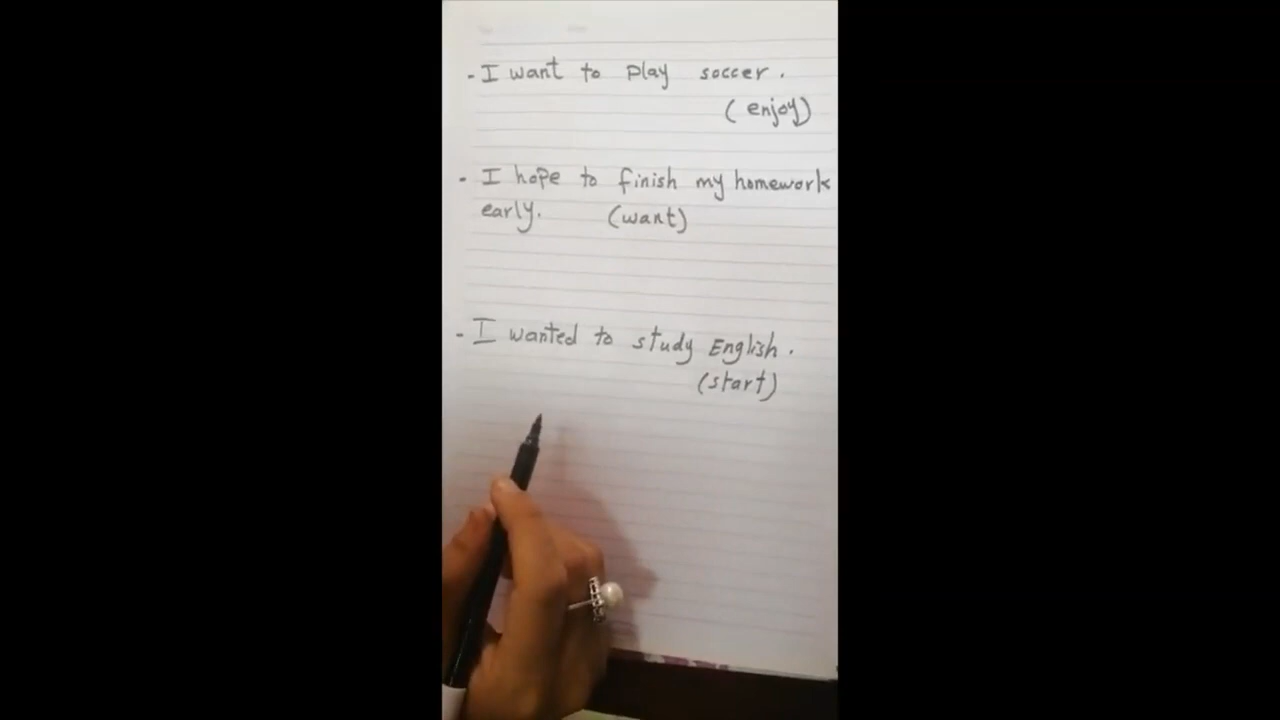 - I want to play soccer.
(enjoy)
- I hope to finish my homework
early. (want)
- I wanted to study English.
(start)